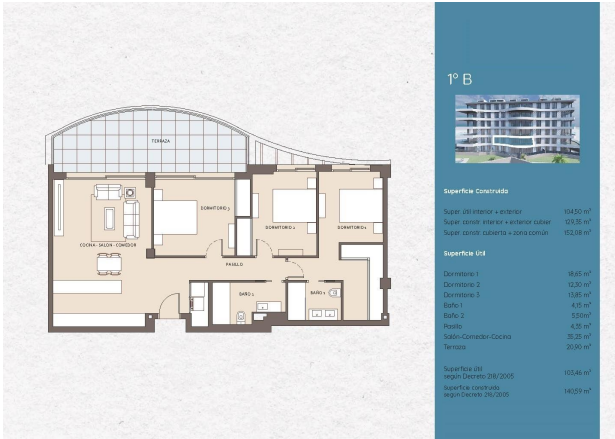 1º B
TERRAZA
DORMITORIO 3
DORMITORIO 2
DORMITORIO 1
COCINA - SALON - COMEDOR
PASILLO
BAÑO 2
BAÑO 1
Superficie Construida
Super útil interior + exterior 104,50 m²
Super constr interior + exterior cubier 129,35 m²
Super constr cubierta + zona común 152,08 m²
Superficie Útil
Dormitorio 1 18,65 m²
Dormitorio 2 12,30 m²
Dormitorio 3 13,85 m²
Baño 1 4,15 m²
Baño 2 5,30 m²
Pasillo 4,35 m²
Salón-Comedor-Cocina 35,25 m²
Terraza 20,90 m²
Superficie útil
según Decreto 218/2005 103,46 m²
Superficie construida
según Decreto 218/2005 140,59 m²